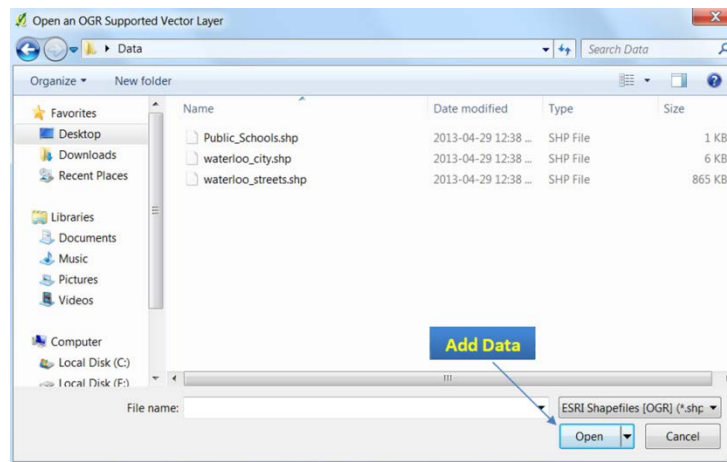 Open an OGR Supported Vector Layer
Data
Search Data
Organize
New folder
Favorites
Desktop
Downloads
Recent Places
Libraries
Documents
Music
Pictures
Videos
Computer
Local Disk (C:)
Local Disk (F:)
Name Date modified Type Size
Public_Schools.shp 2013-04-29 12:38 ... SHP File 1 KB
waterloo_city.shp 2013-04-29 12:38 ... SHP File 6 KB
waterloo_streets.shp 2013-04-29 12:38 ... SHP File 865 KB
Add Data
File name:
ESRI Shapefiles [OGR] (*.shp
Open
Cancel